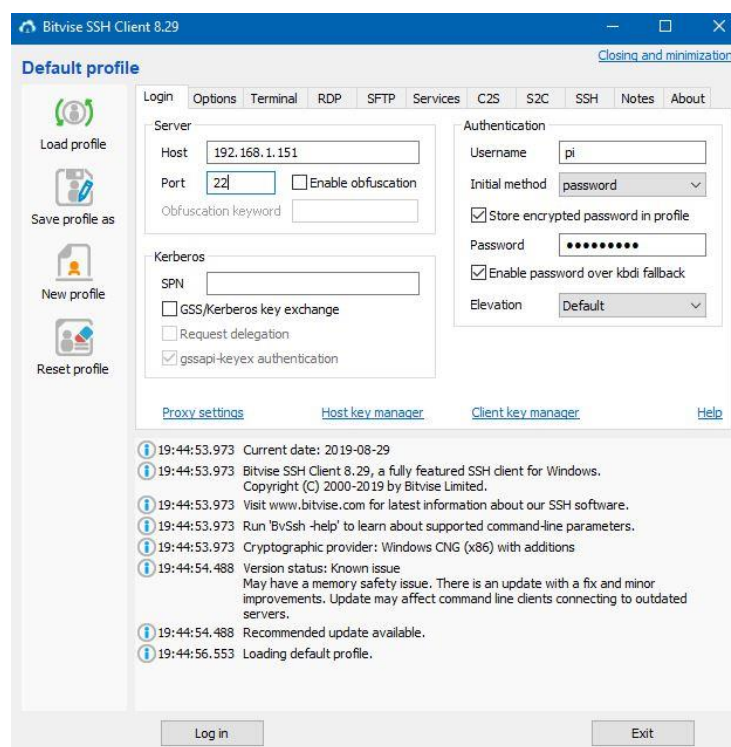 Bitvise SSH Client 8.29
Closing and minimization
Default profile
Load profile
Save profile as
New profile
Reset profile
Login Options Terminal RDP SFTP Services C2S S2C SSH Notes About
Server
Host 192.168.1.151
Port 22 Enable obfuscation
Obfuscation keyword
Kerberos
SPN
GSS/Kerberos key exchange
Request delegation
gssapi-keyex authentication
Authentication
Username pi
Initial method password
Store encrypted password in profile
Password •••••••••
Enable password over kbdi fallback
Elevation Default
Proxy settings Host key manager Client key manager Help
19:44:53.973 Current date: 2019-08-29
19:44:53.973 Bitvise SSH Client 8.29, a fully featured SSH client for Windows.
Copyright (C) 2000-2019 by Bitvise Limited.
19:44:53.973 Visit www.bitvise.com for latest information about our SSH software.
19:44:53.973 Run 'BvSsh -help' to learn about supported command-line parameters.
19:44:53.973 Cryptographic provider: Windows CNG (x86) with additions
19:44:54.488 Version status: Known issue
May have a memory safety issue. There is an update with a fix and minor
improvements. Update may affect command line clients connecting to outdated
servers.
19:44:54.488 Recommended update available.
19:44:56.553 Loading default profile.
Log in Exit